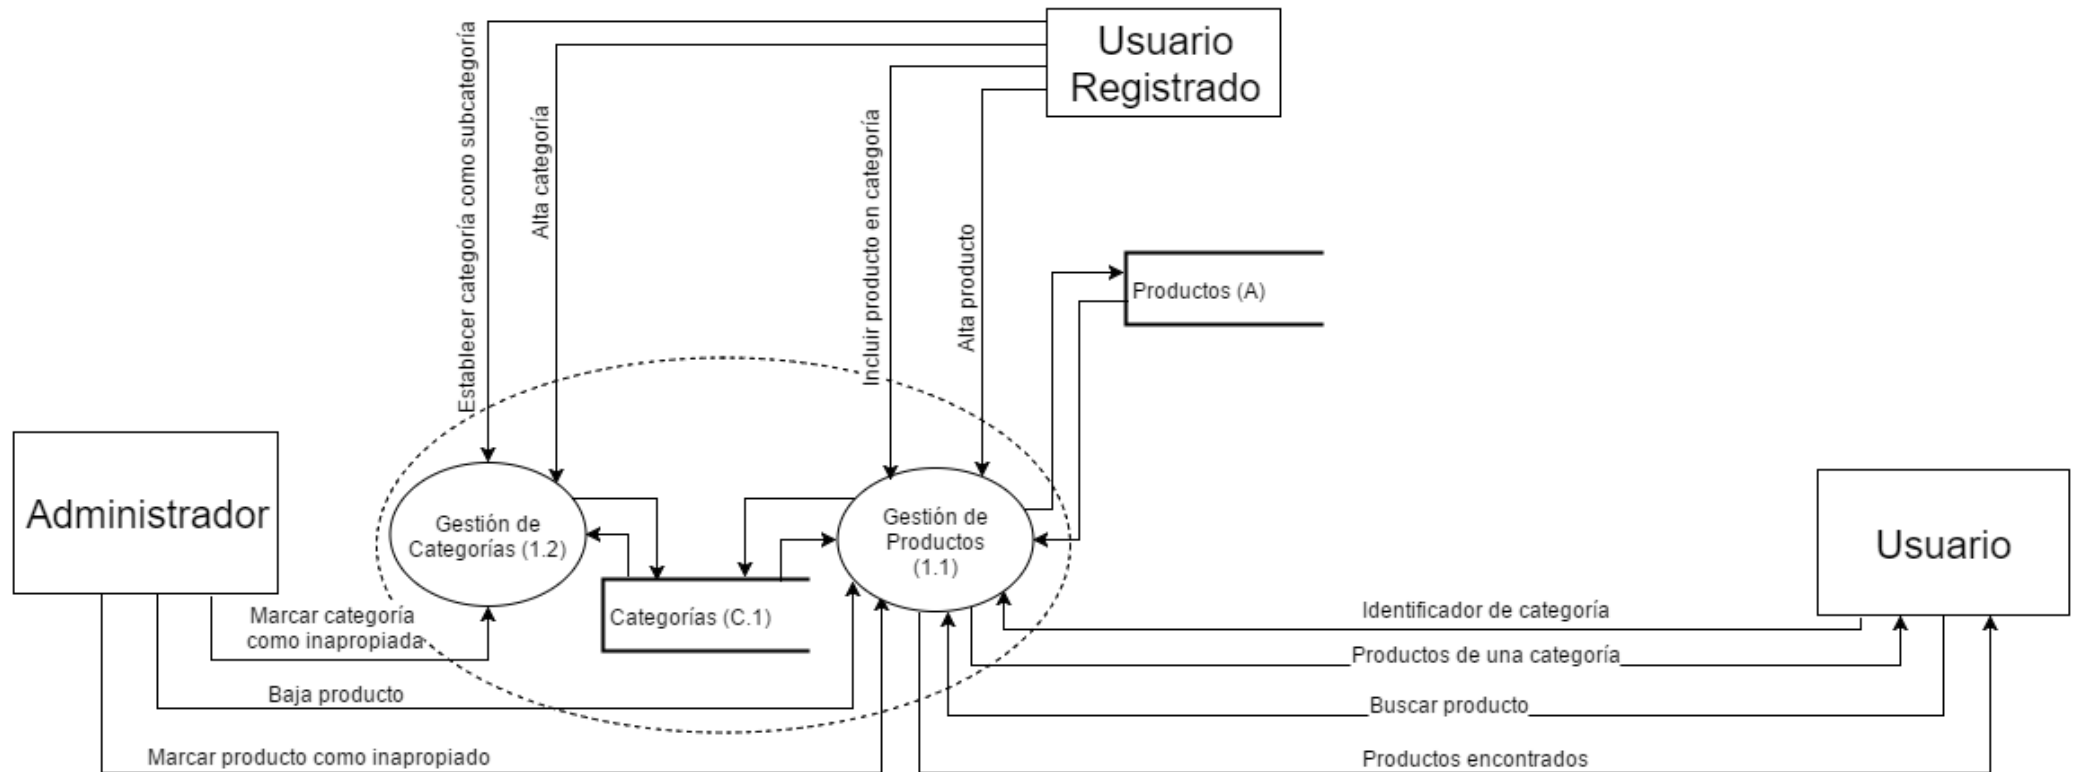 Usuario
Registrado
Establecer categoría como subcategoría
Alta categoría
Incluir producto en categoría
Alta producto
Productos (A)
Administrador
Gestión de
Categorías (1.2)
Gestión de
Productos
(1.1)
Usuario
Categorías (C.1)
Marcar categoría
como inapropiada
Identificador de categoría
Productos de una categoría
Baja producto
Buscar producto
Marcar producto como inapropiado
Productos encontrados